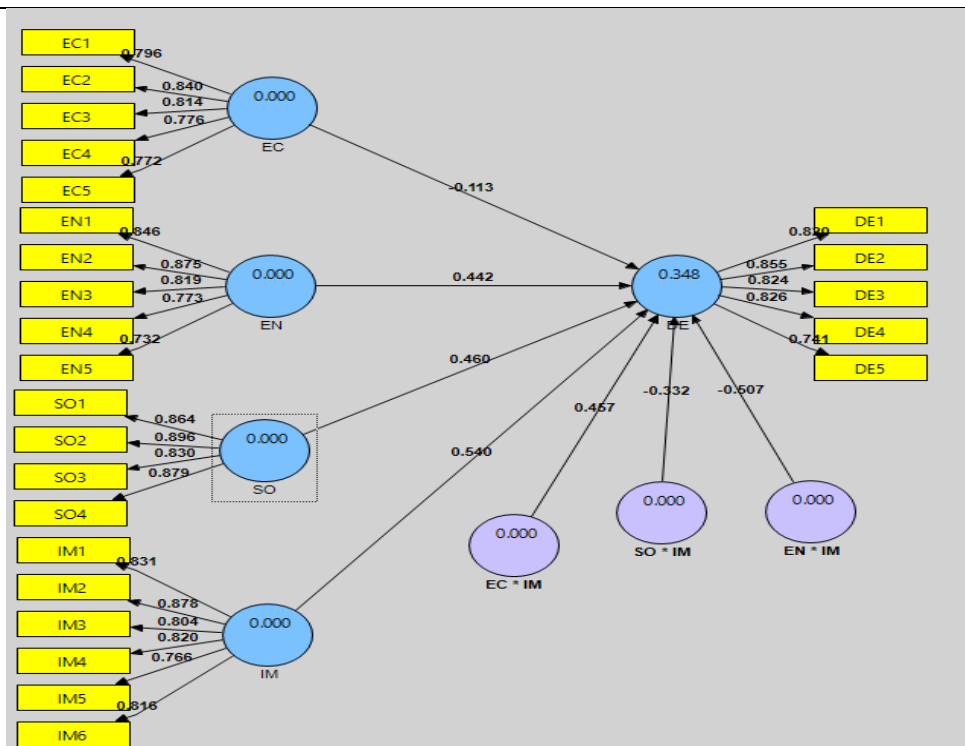 EC1
0.796
EC2
0.840
EC3
0.814
EC4
0.776
EC5
0.772
0.000
EC
-0.113
EN1
0.846
EN2
0.875
EN3
0.819
EN4
0.773
EN5
0.732
0.000
EN
0.442
SO1
0.864
SO2
0.896
SO3
0.830
SO4
0.879
0.000
SO
0.460
IM1
0.831
IM2
0.878
IM3
0.804
IM4
0.820
IM5
0.766
IM6
0.816
0.000
IM
0.540
0.348
DE
DE1
0.820
DE2
0.855
DE3
0.824
DE4
0.826
DE5
0.741
0.457
-0.332
-0.507
0.000
EC * IM
0.000
SO * IM
0.000
EN * IM